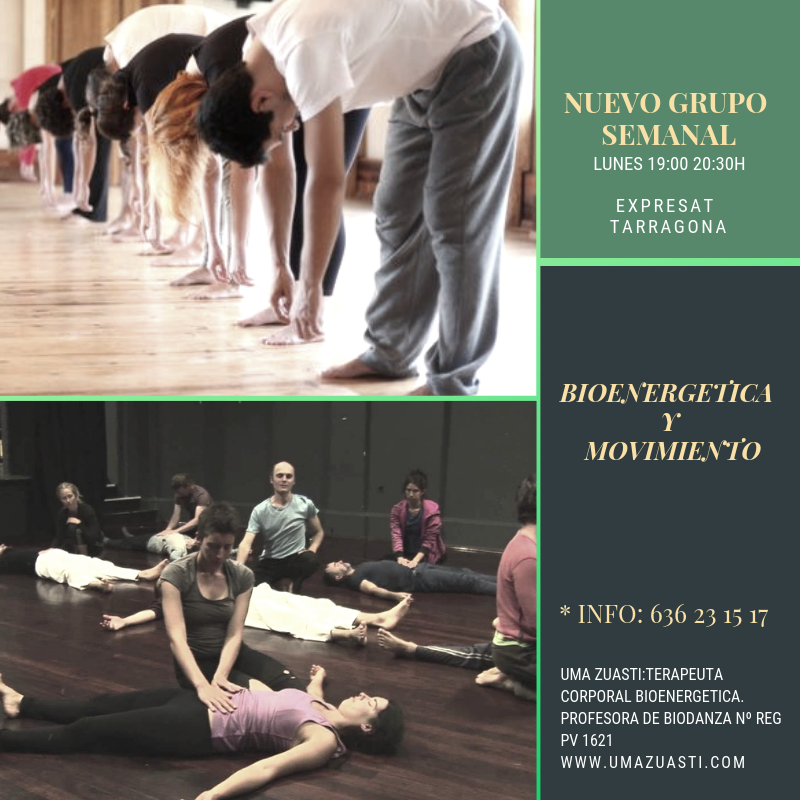 NUEVO GRUPO
SEMANAL
LUNES 19:00 20:30H
EXPRESAT
TARRAGONA
BIOENERGETICA
Y
MOVIMIENTO
* INFO: 636 23 15 17
UMA ZUASTI:TERAPEUTA
CORPORAL BIOENERGETICA.
PROFESORA DE BIODANZA Nº REG
PV 1621
WWW.UMAZUASTI.COM